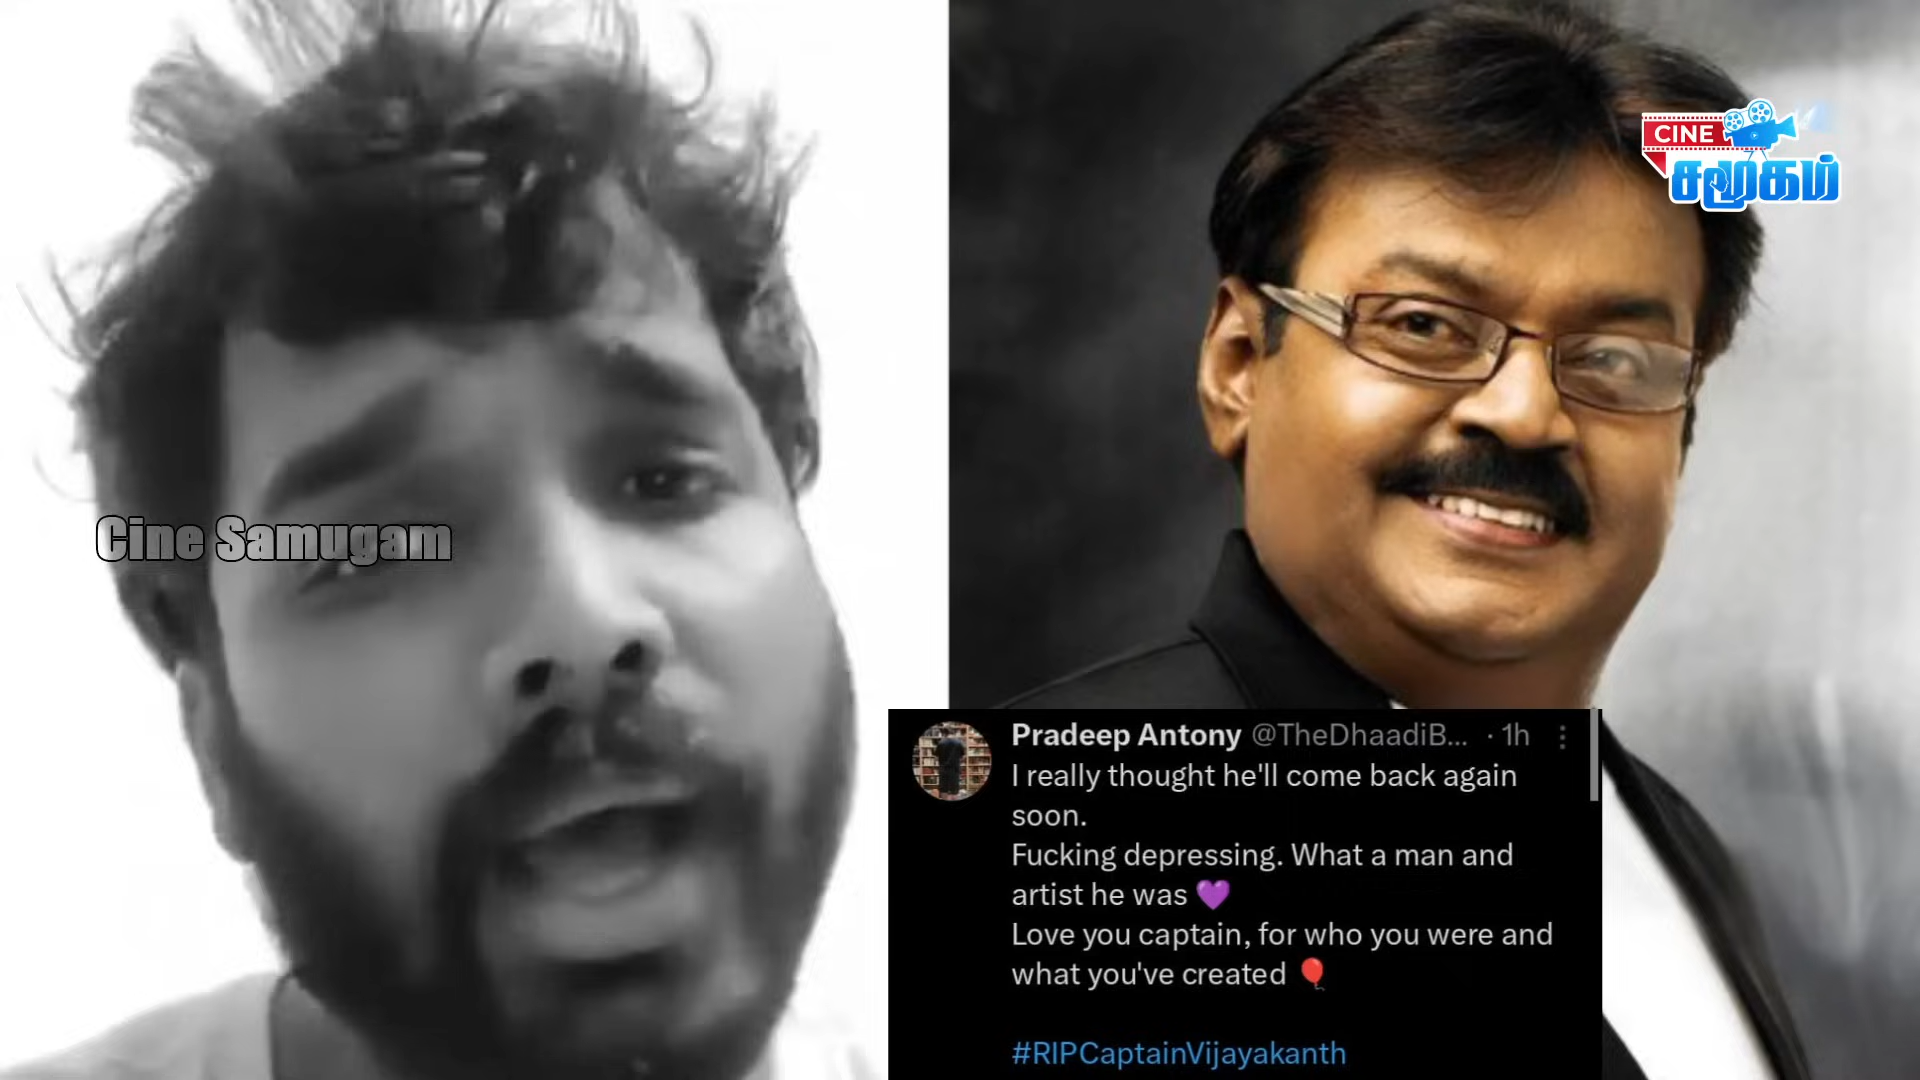 CINE
சமூகம்
Cine Samugam
Pradeep Antony @TheDhaadiB... · 1h
I really thought he'll come back again
soon.
Fucking depressing. What a man and
artist he was 💜
Love you captain, for who you were and
what you've created 🎈
#RIPCaptainVijayakanth